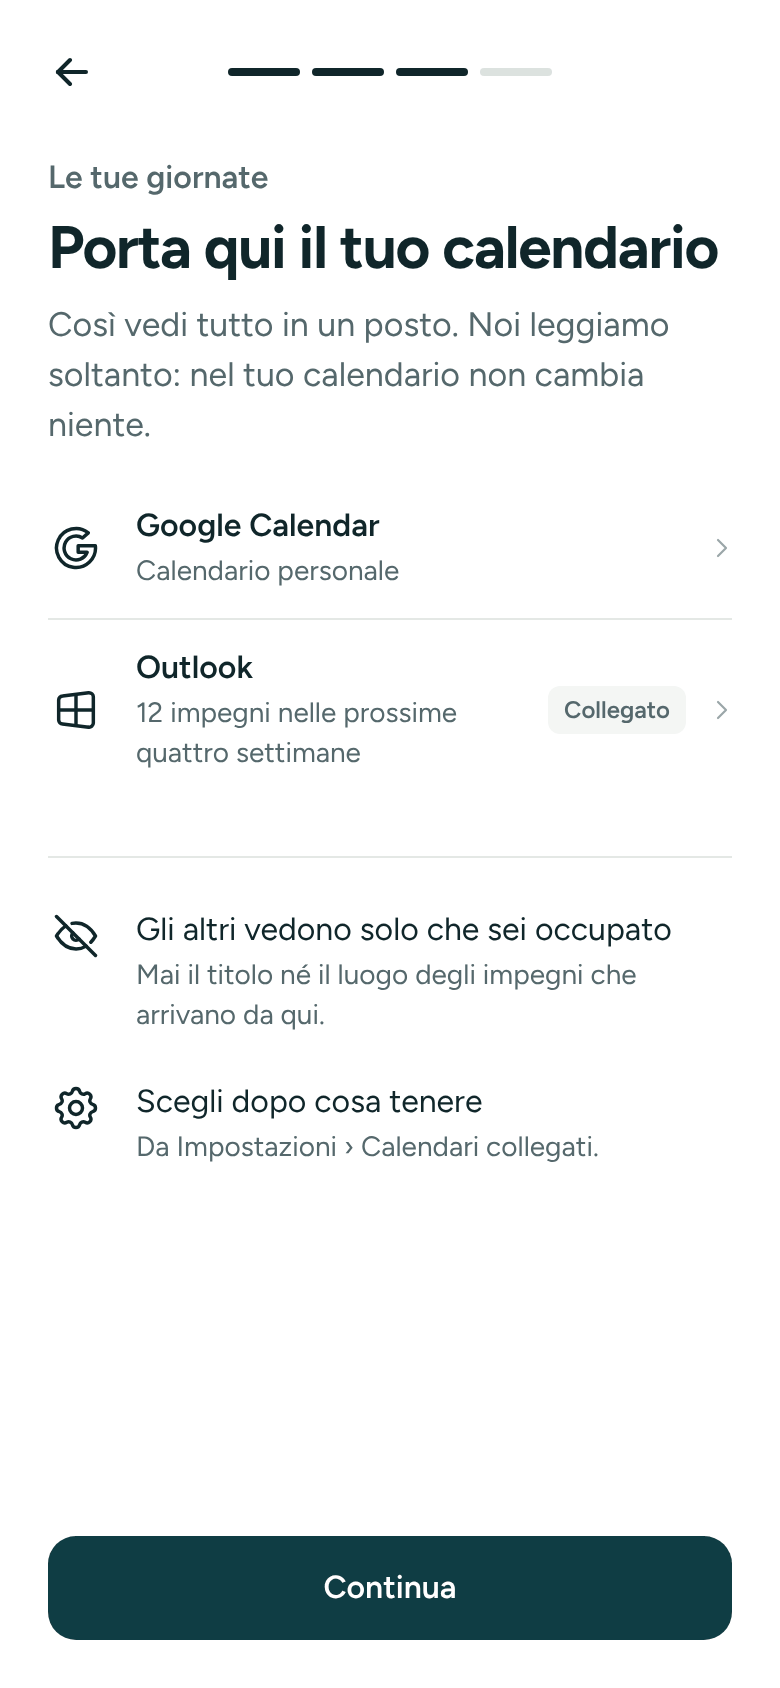 Le tue giornate
Porta qui il tuo calendario
Così vedi tutto in un posto. Noi leggiamo
soltanto: nel tuo calendario non cambia
niente.
Google Calendar
Calendario personale
Outlook
12 impegni nelle prossime
quattro settimane
Collegato
Gli altri vedono solo che sei occupato
Mai il titolo né il luogo degli impegni che
arrivano da qui.
Scegli dopo cosa tenere
Da Impostazioni › Calendari collegati.
Continua